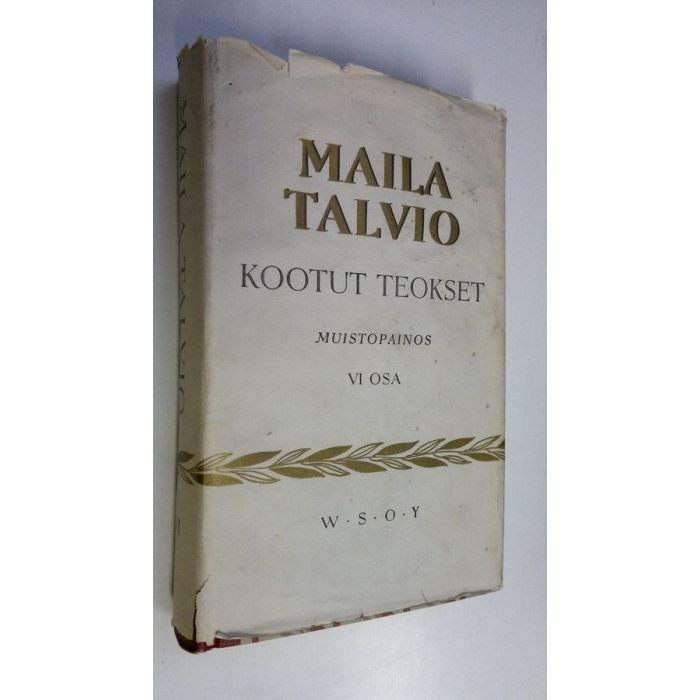 MAILA
TALVIO
KOOTUT TEOKSET
MUISTOPAINOS
VI OSA
W·S·O·Y
MAILA TALVIO